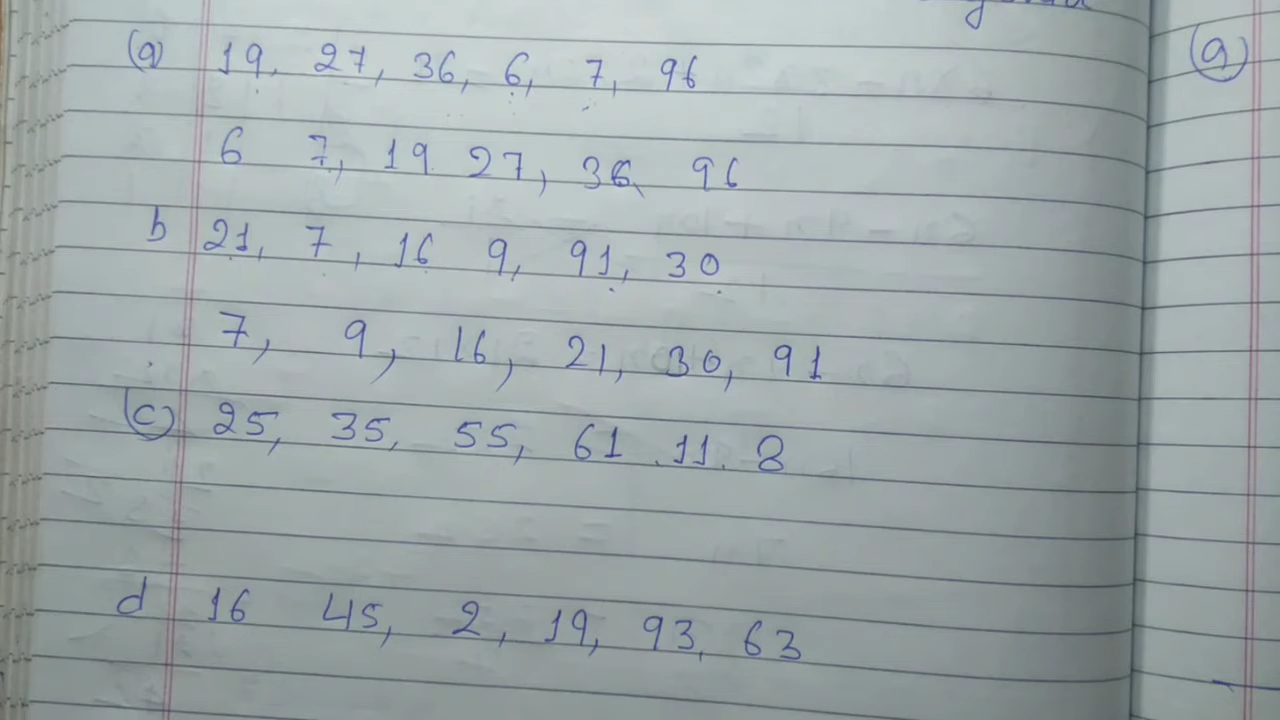 (a) 19, 27, 36, 6, 7, 96
6 7, 19 27, 36, 96
b 21, 7, 16 9, 91, 30
7, 9, 16, 21, 30, 91
(c) 25, 35, 55, 61 . 11 . 8
d 16 45, 2, 19, 93, 63
(a)